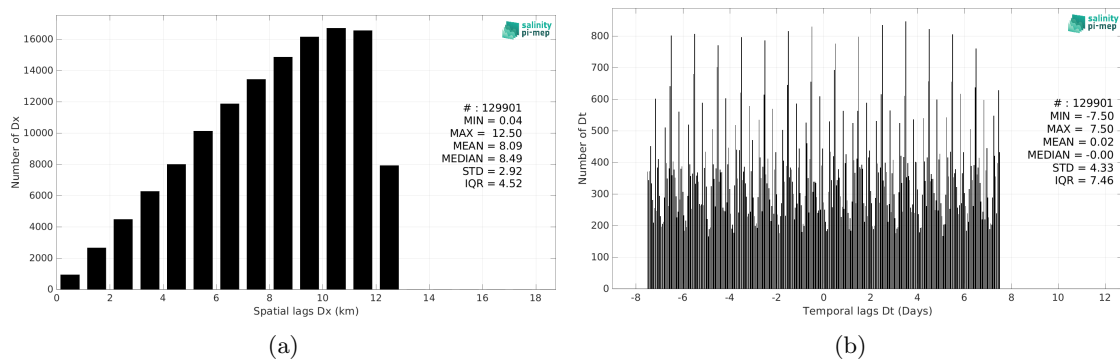 salinity
pi-mep
16000
14000
12000
10000
8000
6000
4000
2000
0
Number of Dx
# : 129901
MIN = 0.04
MAX = 12.50
MEAN = 8.09
MEDIAN = 8.49
STD = 2.92
IQR = 4.52
0 2 4 6 8 10 12 14 16 18
Spatial lags Dx (km)
(a)
salinity
pi-mep
800
700
600
500
400
300
200
100
0
Number of Dt
# : 129901
MIN = -7.50
MAX = 7.50
MEAN = 0.02
MEDIAN = -0.00
STD = 4.33
IQR = 7.46
-8 -6 -4 -2 0 2 4 6 8 10 12
Temporal lags Dt (Days)
(b)